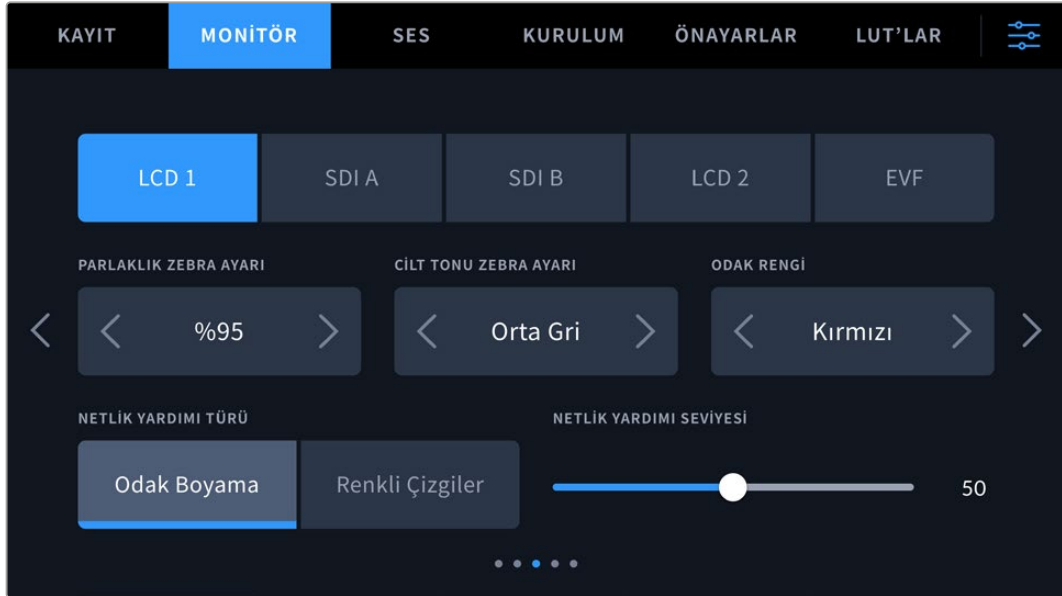 KAYIT MONİTÖR SES KURULUM ÖNAYARLAR LUT’LAR
LCD 1 SDI A SDI B LCD 2 EVF
PARLAKLIK ZEBRA AYARI CİLT TONU ZEBRA AYARI ODAK RENGİ
%95 Orta Gri Kırmızı
NETLİK YARDIMI TÜRÜ NETLİK YARDIMI SEVİYESİ
Odak Boyama Renkli Çizgiler 50